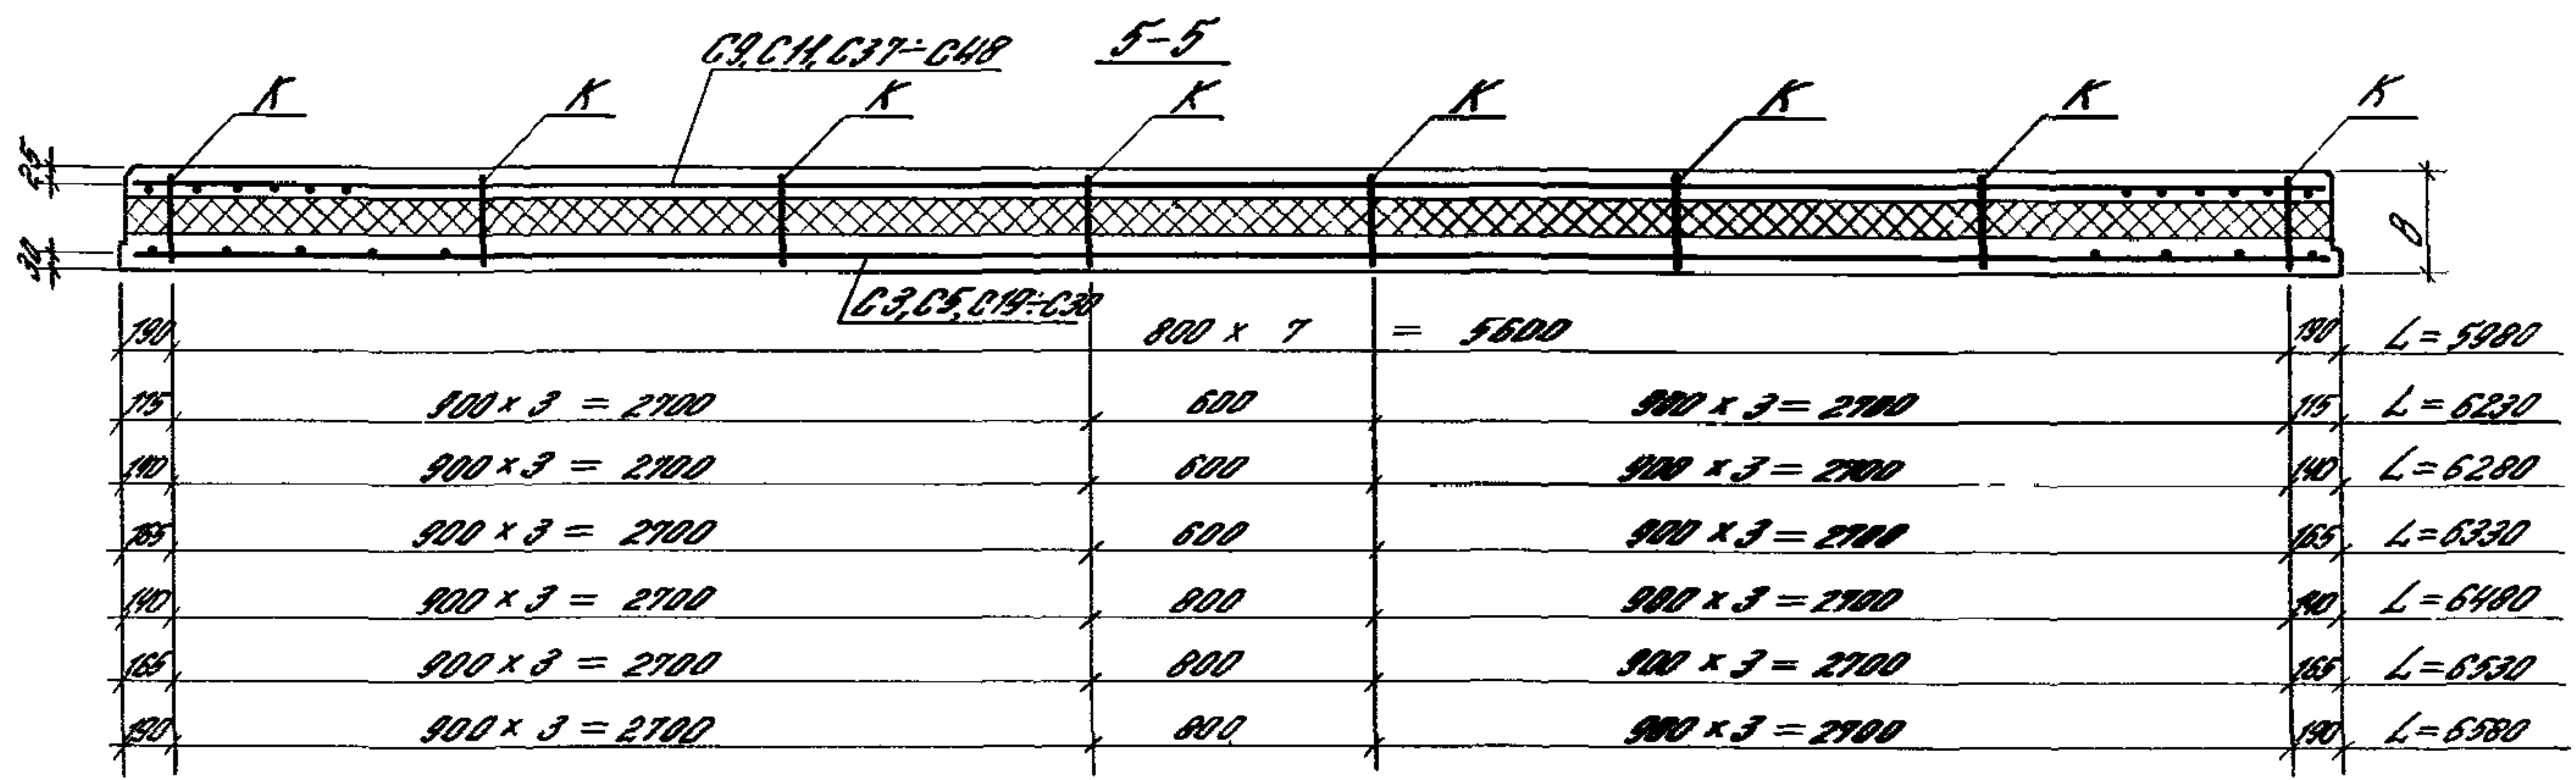 5-5
С9, С11, С37÷С48
К К К К К К К К
25
30
В
С3, С5, С19÷С30
190 800 x 7 = 5600 190 L=5980
115 900 x 3 = 2700 600 900 x 3 = 2700 115 L=6230
140 900 x 3 = 2700 600 900 x 3 = 2700 140 L=6280
165 900 x 3 = 2700 600 900 x 3 = 2700 165 L=6330
140 900 x 3 = 2700 800 900 x 3 = 2700 140 L=6480
165 900 x 3 = 2700 800 900 x 3 = 2700 165 L=6530
190 900 x 3 = 2700 800 900 x 3 = 2700 190 L=6580